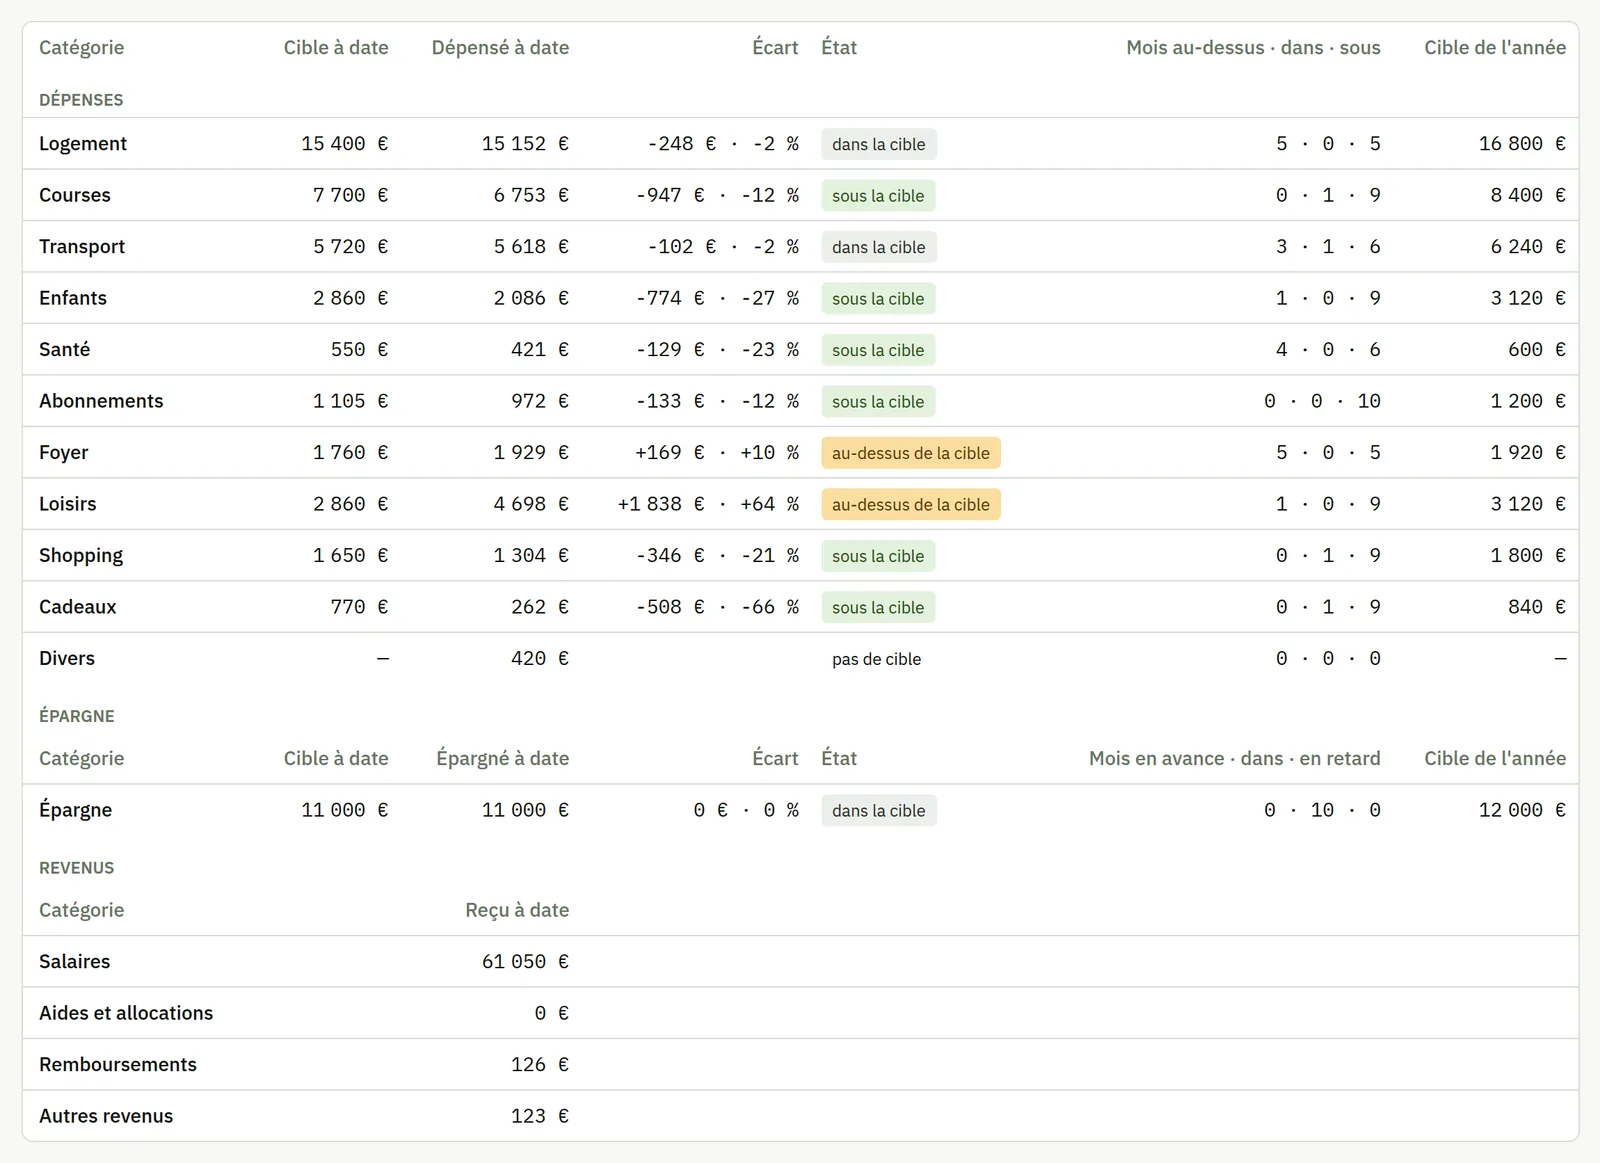 Catégorie Cible à date Dépensé à date Écart État Mois au-dessus · dans · sous Cible de l'année
DÉPENSES
Logement 15 400 € 15 152 € -248 € · -2 % dans la cible 5 · 0 · 5 16 800 €
Courses 7 700 € 6 753 € -947 € · -12 % sous la cible 0 · 1 · 9 8 400 €
Transport 5 720 € 5 618 € -102 € · -2 % dans la cible 3 · 1 · 6 6 240 €
Enfants 2 860 € 2 086 € -774 € · -27 % sous la cible 1 · 0 · 9 3 120 €
Santé 550 € 421 € -129 € · -23 % sous la cible 4 · 0 · 6 600 €
Abonnements 1 105 € 972 € -133 € · -12 % sous la cible 0 · 0 · 10 1 200 €
Foyer 1 760 € 1 929 € +169 € · +10 % au-dessus de la cible 5 · 0 · 5 1 920 €
Loisirs 2 860 € 4 698 € +1 838 € · +64 % au-dessus de la cible 1 · 0 · 9 3 120 €
Shopping 1 650 € 1 304 € -346 € · -21 % sous la cible 0 · 1 · 9 1 800 €
Cadeaux 770 € 262 € -508 € · -66 % sous la cible 0 · 1 · 9 840 €
Divers — 420 € pas de cible 0 · 0 · 0 —
ÉPARGNE
Catégorie Cible à date Épargné à date Écart État Mois en avance · dans · en retard Cible de l'année
Épargne 11 000 € 11 000 € 0 € · 0 % dans la cible 0 · 10 · 0 12 000 €
REVENUS
Catégorie Reçu à date
Salaires 61 050 €
Aides et allocations 0 €
Remboursements 126 €
Autres revenus 123 €